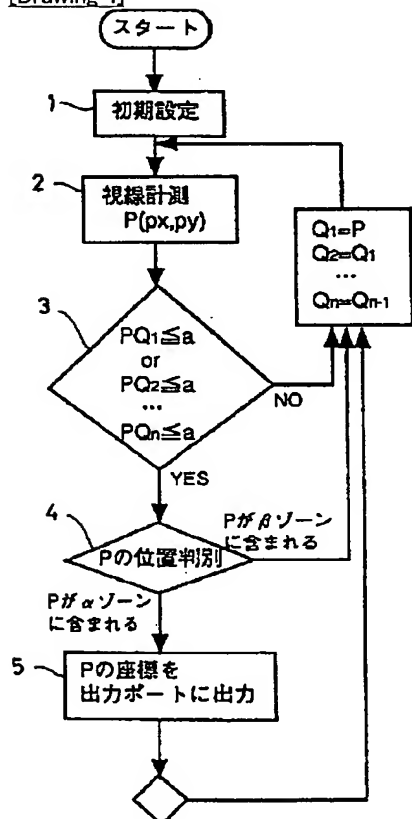 [Drawing 1]
スタート
1
初期設定
2
視線計測
P(px,py)
Q1=P
Q2=Q1
…
Qn=Qn-1
3
PQ1≦a
or
PQ2≦a
…
PQn≦a
NO
YES
4
Pの位置判別
Pがβゾーン
に含まれる
Pがαゾーン
に含まれる
5
Pの座標を
出力ポートに出力